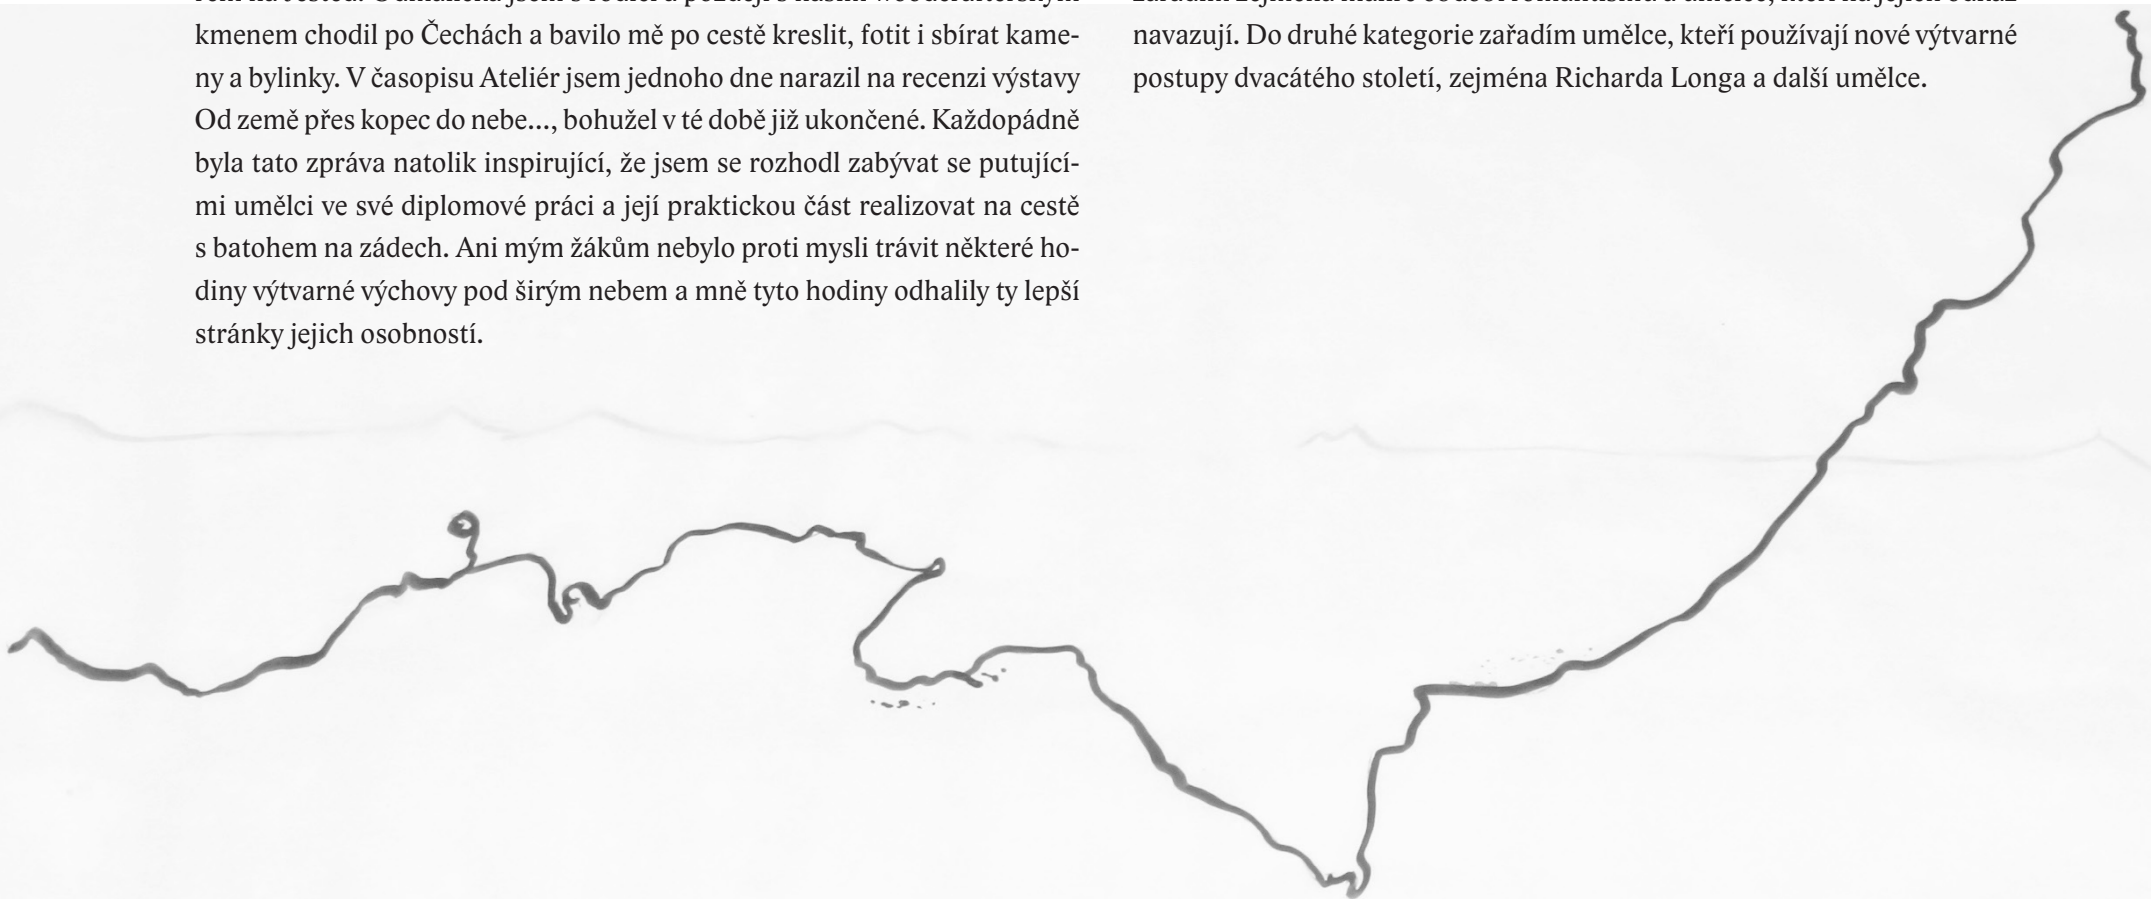 kmenem chodil po Čechách a bavilo mě po cestě kreslit, fotit i sbírat kame-
ny a bylinky. V časopisu Ateliér jsem jednoho dne narazil na recenzi výstavy
Od země přes kopec do nebe..., bohužel v té době již ukončené. Každopádně
byla tato zpráva natolik inspirující, že jsem se rozhodl zabývat se putující-
mi umělci ve své diplomové práci a její praktickou část realizovat na cestě
s batohem na zádech. Ani mým žákům nebylo proti mysli trávit některé ho-
diny výtvarné výchovy pod širým nebem a mně tyto hodiny odhalily ty lepší
stránky jejich osobností.
navazují. Do druhé kategorie zařadím umělce, kteří používají nové výtvarné
postupy dvacátého století, zejména Richarda Longa a další umělce.